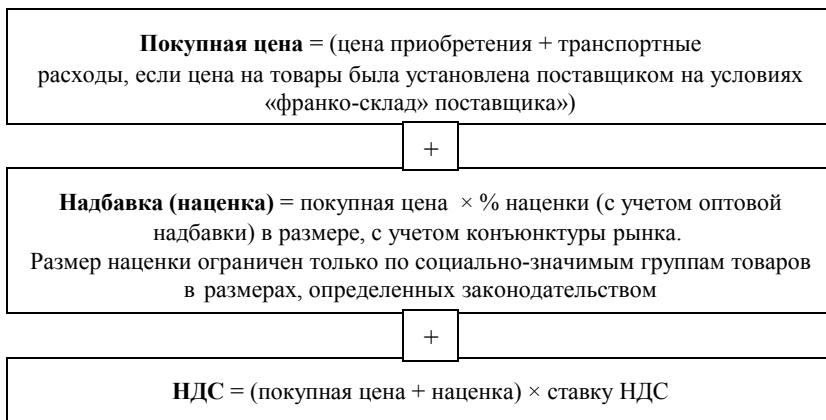 Покупная цена = (цена приобретения + транспортные
расходы, если цена на товары была установлена поставщиком на условиях
«франко-склад» поставщика»)
+
Надбавка (наценка) = покупная цена × % наценки (с учетом оптовой
надбавки) в размере, с учетом конъюнктуры рынка.
Размер наценки ограничен только по социально-значимым группам товаров
в размерах, определенных законодательством
+
НДС = (покупная цена + наценка) × ставку НДС